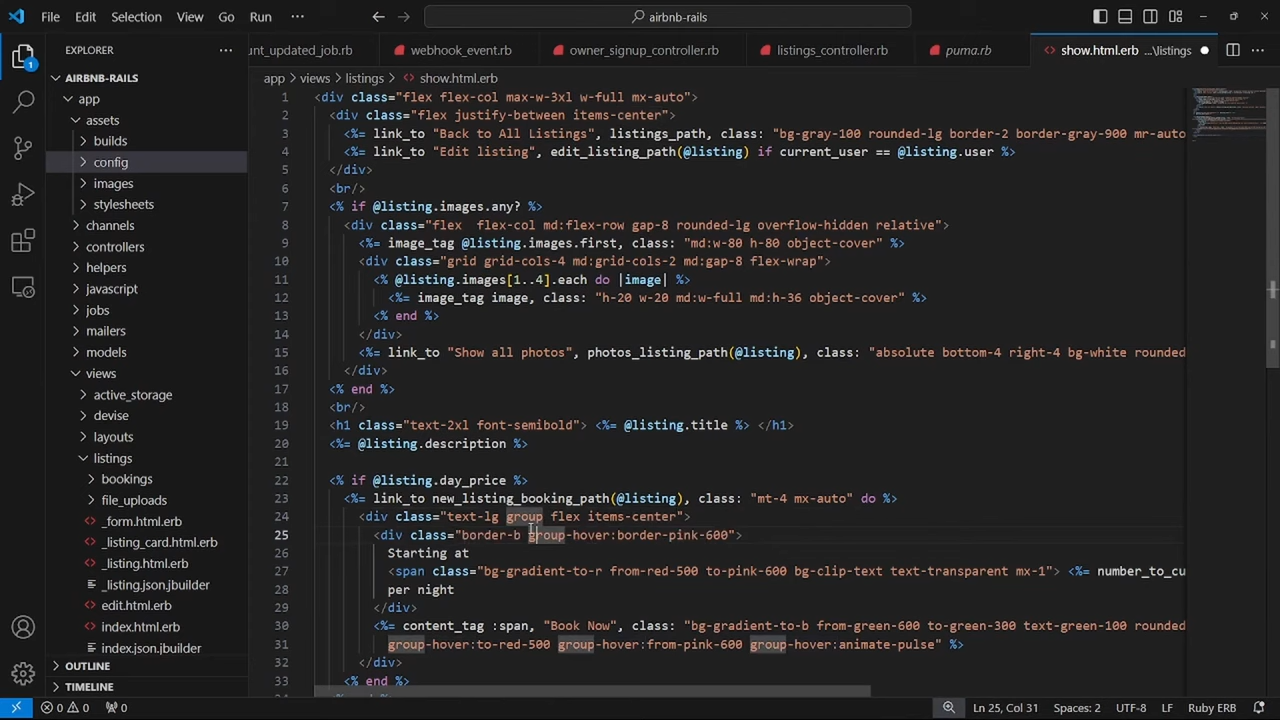 File Edit Selection View Go Run ··· airbnb-rails
EXPLORER ··· unt_updated_job.rb webhook_event.rb owner_signup_controller.rb listings_controller.rb puma.rb show.html.erb ...\listings
app > views > listings > show.html.erb
1
AIRBNB-RAILS
app
assets
builds
config
images
stylesheets
channels
controllers
helpers
javascript
jobs
mailers
models
views
active_storage
devise
layouts
listings
bookings
file_uploads
_form.html.erb
_listing_card.html.erb
_listing.html.erb
_listing.json.jbuilder
edit.html.erb
index.html.erb
index.json.jbuilder
OUTLINE
TIMELINE
1 <div class="flex flex-col max-w-3xl w-full mx-auto">
2 <div class="flex justify-between items-center">
3 <%= link_to "Back to All Listings", listings_path, class: "bg-gray-100 rounded-lg border-2 border-gray-900 mr-auto
4 <%= link_to "Edit listing", edit_listing_path(@listing) if current_user == @listing.user %>
5 </div>
6 <br/>
7 <% if @listing.images.any? %>
8 <div class="flex  flex-col md:flex-row gap-8 rounded-lg overflow-hidden relative">
9 <%= image_tag @listing.images.first, class: "md:w-80 h-80 object-cover" %>
10 <div class="grid grid-cols-4 md:grid-cols-2 md:gap-8 flex-wrap">
11 <% @listing.images[1..4].each do |image| %>
12 <%= image_tag image, class: "h-20 w-20 md:w-full md:h-36 object-cover" %>
13 <% end %>
14 </div>
15 <%= link_to "Show all photos", photos_listing_path(@listing), class: "absolute bottom-4 right-4 bg-white rounded
16 </div>
17 <% end %>
18 <br/>
19 <h1 class="text-2xl font-semibold"> <%= @listing.title %> </h1>
20 <%= @listing.description %>
21
22 <% if @listing.day_price %>
23 <%= link_to new_listing_booking_path(@listing), class: "mt-4 mx-auto" do %>
24 <div class="text-lg group flex items-center">
25 <div class="border-b group-hover:border-pink-600">
26 Starting at
27 <span class="bg-gradient-to-r from-red-500 to-pink-600 bg-clip-text text-transparent mx-1"> <%= number_to_cu
28 per night
29 </div>
30 <%= content_tag :span, "Book Now", class: "bg-gradient-to-b from-green-600 to-green-300 text-green-100 rounded
31 group-hover:to-red-500 group-hover:from-pink-600 group-hover:animate-pulse" %>
32 </div>
33 <% end %>
0 0 0 Ln 25, Col 31 Spaces: 2 UTF-8 LF Ruby ERB